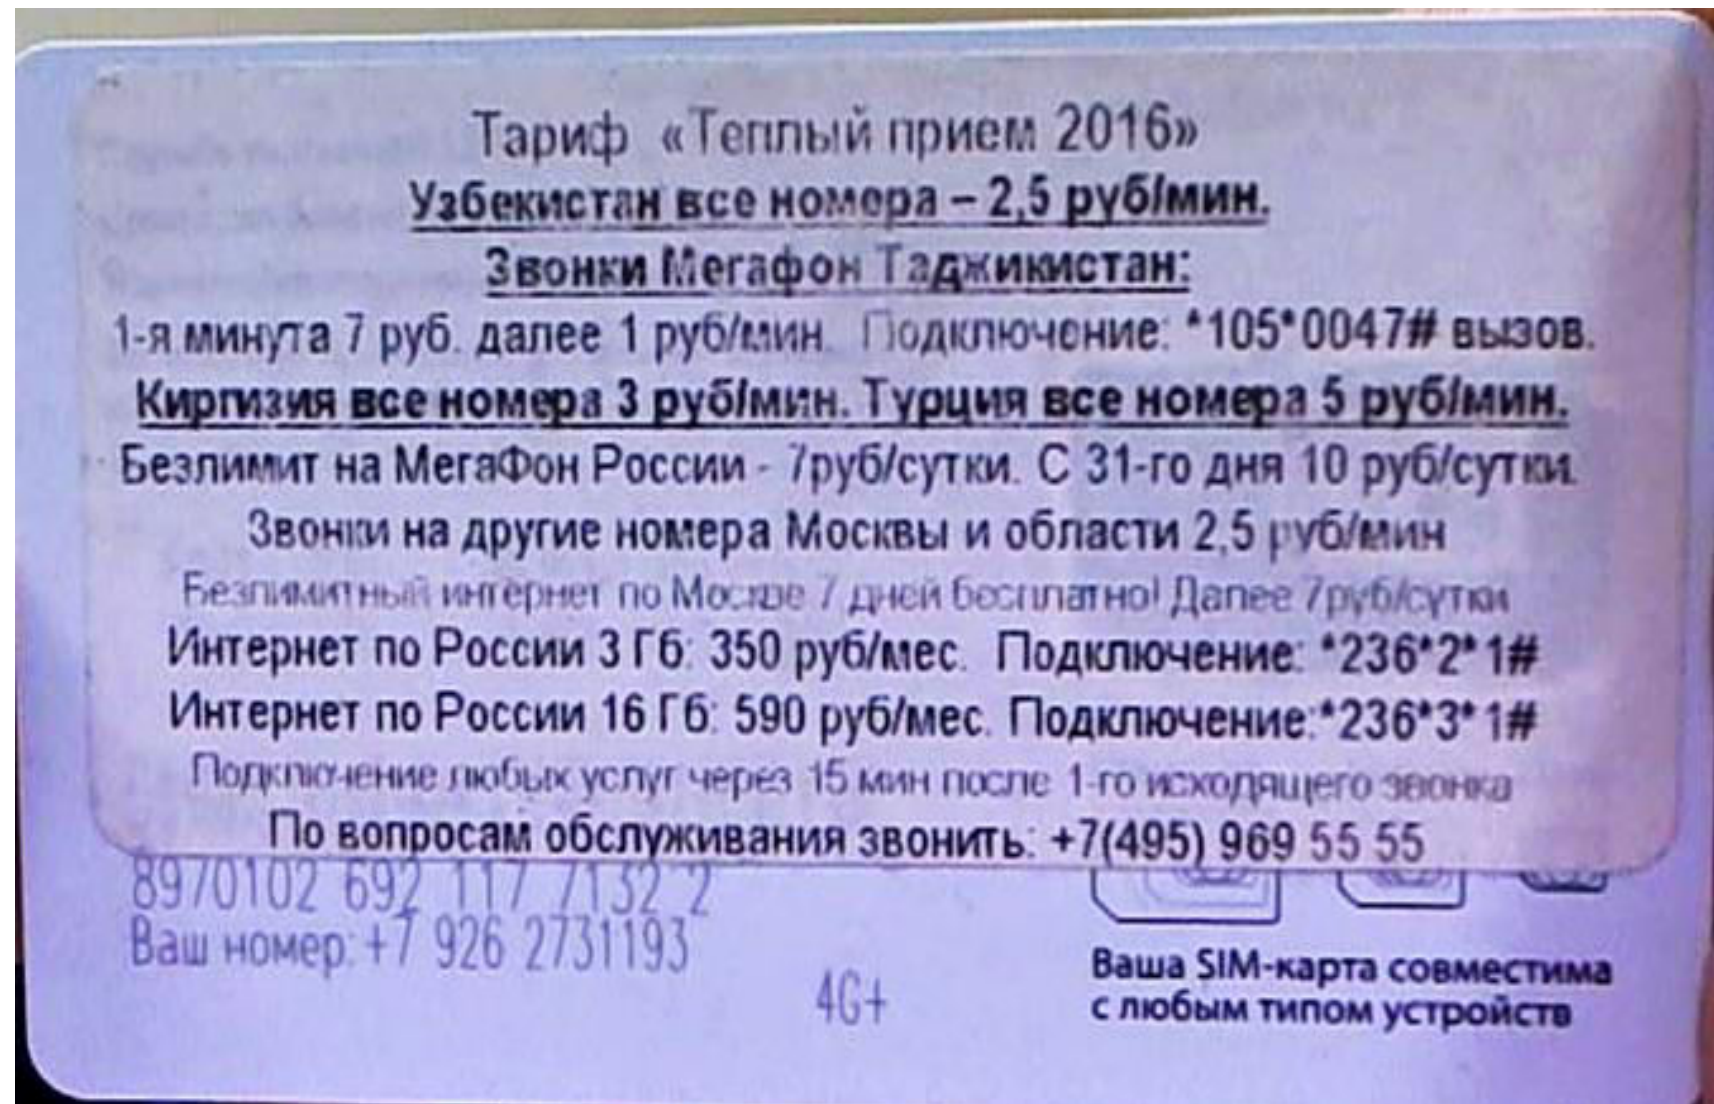 Тариф «Теплый прием 2016»
Узбекистан все номера – 2,5 руб/мин.
Звонки Мегафон Таджикистан:
1-я минута 7 руб. далее 1 руб/мин. Подключение: *105*0047# вызов.
Киргизия все номера 3 руб/мин. Турция все номера 5 руб/мин.
Безлимит на МегаФон России - 7руб/сутки. С 31-го дня 10 руб/сутки.
Звонки на другие номера Москвы и области 2,5 руб/мин
Безлимитный интернет по Москве 7 дней бесплатно! Далее 7руб/сутки
Интернет по России 3 Гб: 350 руб/мес. Подключение: *236*2*1#
Интернет по России 16 Гб: 590 руб/мес. Подключение:*236*3*1#
Подключение любых услуг через 15 мин после 1-го исходящего звонка
По вопросам обслуживания звонить: +7(495) 969 55 55
8970102 692 117 7132 2
Ваш номер: +7 926 2731193
4G+
Ваша SIM-карта совместима
с любым типом устройств